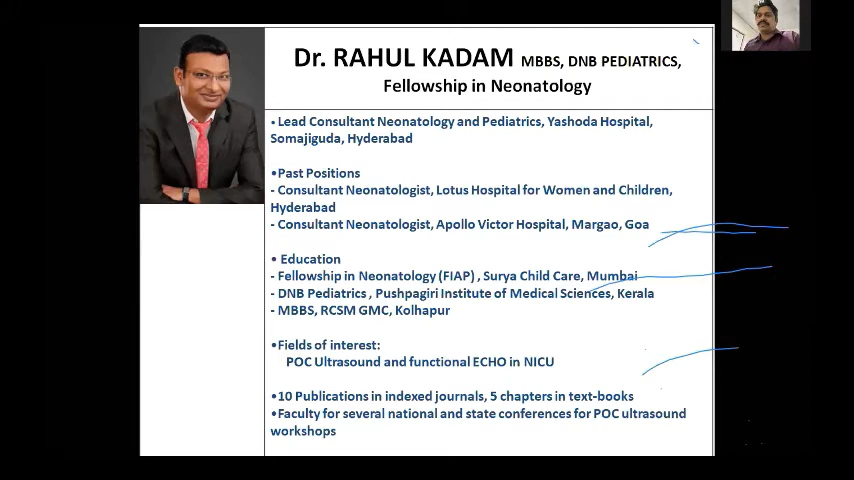 Dr. RAHUL KADAM MBBS, DNB PEDIATRICS,
Fellowship in Neonatology
• Lead Consultant Neonatology and Pediatrics, Yashoda Hospital,
Somajiguda, Hyderabad
•Past Positions
- Consultant Neonatologist, Lotus Hospital for Women and Children,
Hyderabad
- Consultant Neonatologist, Apollo Victor Hospital, Margao, Goa
• Education
- Fellowship in Neonatology (FIAP) , Surya Child Care, Mumbai
- DNB Pediatrics , Pushpagiri Institute of Medical Sciences, Kerala
- MBBS, RCSM GMC, Kolhapur
•Fields of interest:
POC Ultrasound and functional ECHO in NICU
•10 Publications in indexed journals, 5 chapters in text-books
•Faculty for several national and state conferences for POC ultrasound
workshops